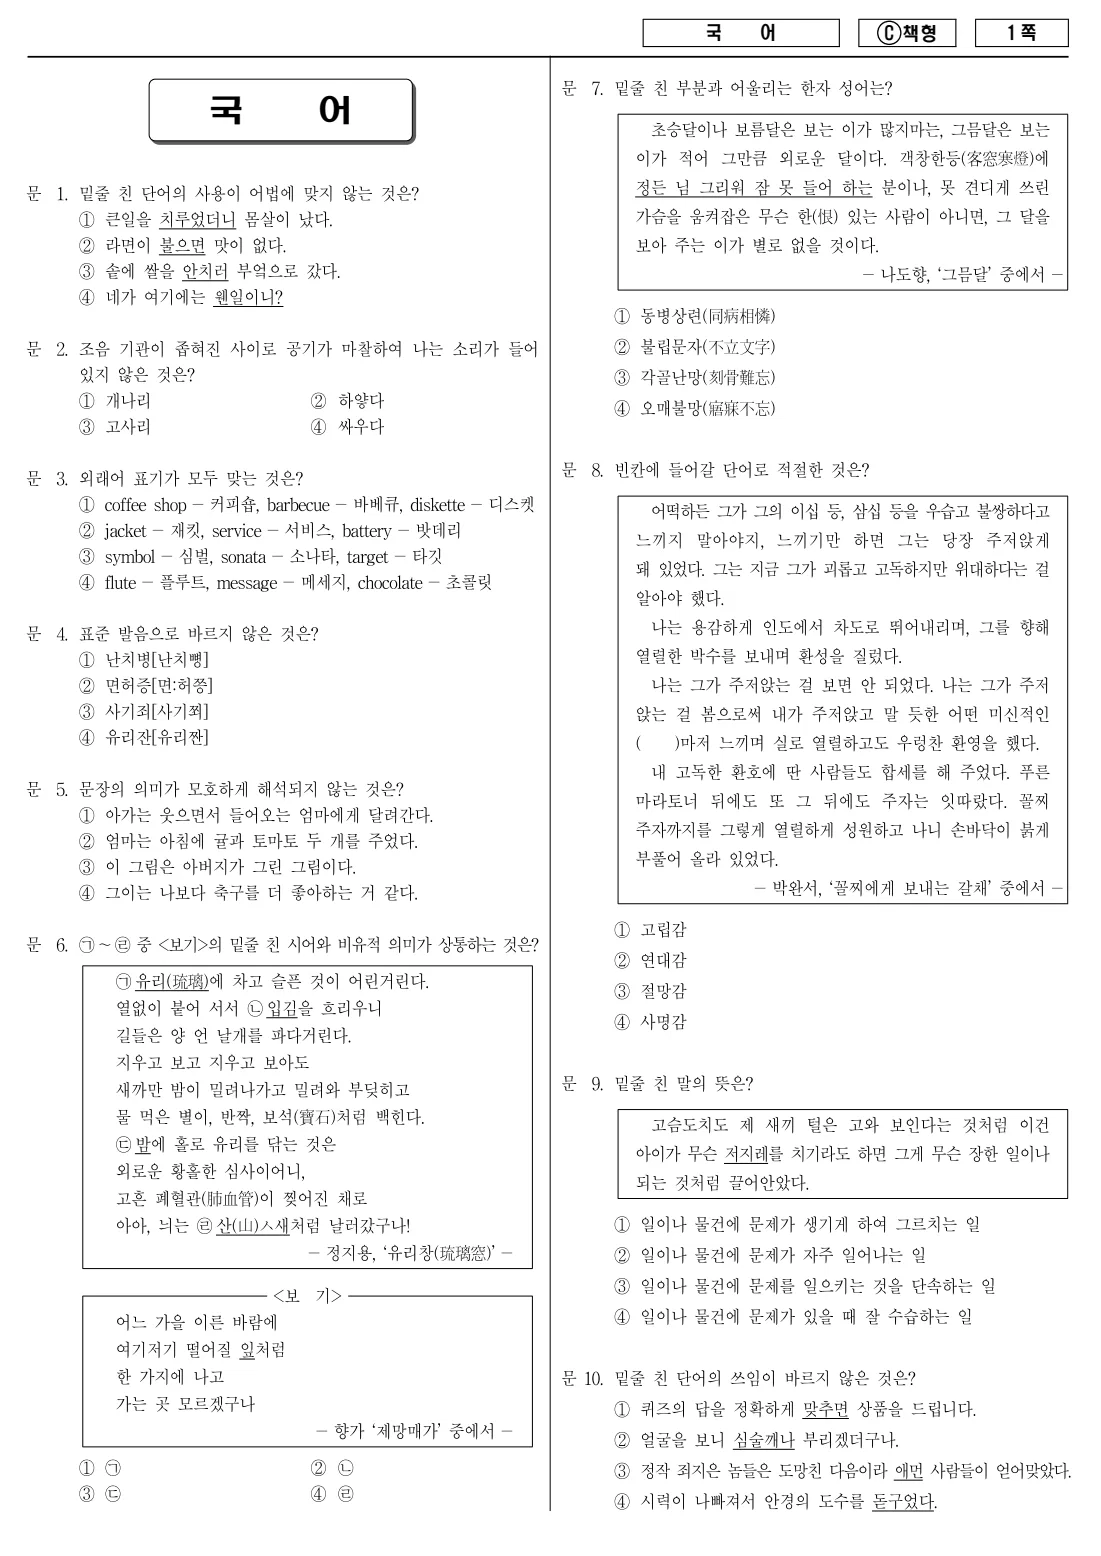 국 어
Ⓒ책형
1쪽
국 어
문 1. 밑줄 친 단어의 사용이 어법에 맞지 않는 것은?
① 큰일을 치루었더니 몸살이 났다.
② 라면이 불으면 맛이 없다.
③ 솥에 쌀을 안치러 부엌으로 갔다.
④ 네가 여기에는 웬일이니?
문 2. 조음 기관이 좁혀진 사이로 공기가 마찰하여 나는 소리가 들어
있지 않은 것은?
① 개나리 ② 하얗다
③ 고사리 ④ 싸우다
문 3. 외래어 표기가 모두 맞는 것은?
① coffee shop – 커피숍, barbecue – 바베큐, diskette – 디스켓
② jacket – 재킷, service – 서비스, battery – 밧데리
③ symbol – 심벌, sonata – 소나타, target – 타깃
④ flute – 플루트, message – 메세지, chocolate – 초콜릿
문 4. 표준 발음으로 바르지 않은 것은?
① 난치병[난치뼝]
② 면허증[면:허쯩]
③ 사기죄[사기쬐]
④ 유리잔[유리짠]
문 5. 문장의 의미가 모호하게 해석되지 않는 것은?
① 아가는 웃으면서 들어오는 엄마에게 달려간다.
② 엄마는 아침에 귤과 토마토 두 개를 주었다.
③ 이 그림은 아버지가 그린 그림이다.
④ 그이는 나보다 축구를 더 좋아하는 거 같다.
문 6. ㉠~㉣ 중 <보기>의 밑줄 친 시어와 비유적 의미가 상통하는 것은?
㉠유리(琉璃)에 차고 슬픈 것이 어린거린다.
열없이 붙어 서서 ㉡입김을 흐리우니
길들은 양 언 날개를 파다거린다.
지우고 보고 지우고 보아도
새까만 밤이 밀려나가고 밀려와 부딪히고
물 먹은 별이, 반짝, 보석(寶石)처럼 백힌다.
㉢밤에 홀로 유리를 닦는 것은
외로운 황홀한 심사이어니,
고흔 폐혈관(肺血管)이 찢어진 채로
아아, 늬는 ㉣산(山)ㅅ새처럼 날러갔구나!
– 정지용, ‘유리창(琉璃窓)’ –
<보 기>
어느 가을 이른 바람에
여기저기 떨어질 잎처럼
한 가지에 나고
가는 곳 모르겠구나
– 향가 ‘제망매가’ 중에서 –
① ㉠ ② ㉡
③ ㉢ ④ ㉣
문 7. 밑줄 친 부분과 어울리는 한자 성어는?
초승달이나 보름달은 보는 이가 많지마는, 그믐달은 보는
이가 적어 그만큼 외로운 달이다. 객창한등(客窓寒燈)에
정든 님 그리워 잠 못 들어 하는 분이나, 못 견디게 쓰린
가슴을 움켜잡은 무슨 한(恨) 있는 사람이 아니면, 그 달을
보아 주는 이가 별로 없을 것이다.
– 나도향, ‘그믐달’ 중에서 –
① 동병상련(同病相憐)
② 불립문자(不立文字)
③ 각골난망(刻骨難忘)
④ 오매불망(寤寐不忘)
문 8. 빈칸에 들어갈 단어로 적절한 것은?
어떡하든 그가 그의 이십 등, 삼십 등을 우습고 불쌍하다고
느끼지 말아야지, 느끼기만 하면 그는 당장 주저앉게
돼 있었다. 그는 지금 그가 괴롭고 고독하지만 위대하다는 걸
알아야 했다.
나는 용감하게 인도에서 차도로 뛰어내리며, 그를 향해
열렬한 박수를 보내며 환성을 질렀다.
나는 그가 주저앉는 걸 보면 안 되었다. 나는 그가 주저
앉는 걸 봄으로써 내가 주저앉고 말 듯한 어떤 미신적인
( )마저 느끼며 실로 열렬하고도 우렁찬 환영을 했다.
내 고독한 환호에 딴 사람들도 합세를 해 주었다. 푸른
마라토너 뒤에도 또 그 뒤에도 주자는 잇따랐다. 꼴찌
주자까지를 그렇게 열렬하게 성원하고 나니 손바닥이 붉게
부풀어 올라 있었다.
– 박완서, ‘꼴찌에게 보내는 갈채’ 중에서 –
① 고립감
② 연대감
③ 절망감
④ 사명감
문 9. 밑줄 친 말의 뜻은?
고슴도치도 제 새끼 털은 고와 보인다는 것처럼 이건
아이가 무슨 저지레를 치기라도 하면 그게 무슨 장한 일이나
되는 것처럼 끌어안았다.
① 일이나 물건에 문제가 생기게 하여 그르치는 일
② 일이나 물건에 문제가 자주 일어나는 일
③ 일이나 물건에 문제를 일으키는 것을 단속하는 일
④ 일이나 물건에 문제가 있을 때 잘 수습하는 일
문 10. 밑줄 친 단어의 쓰임이 바르지 않은 것은?
① 퀴즈의 답을 정확하게 맞추면 상품을 드립니다.
② 얼굴을 보니 심술깨나 부리겠더구나.
③ 정작 죄지은 놈들은 도망친 다음이라 애먼 사람들이 얻어맞았다.
④ 시력이 나빠져서 안경의 도수를 돋구었다.